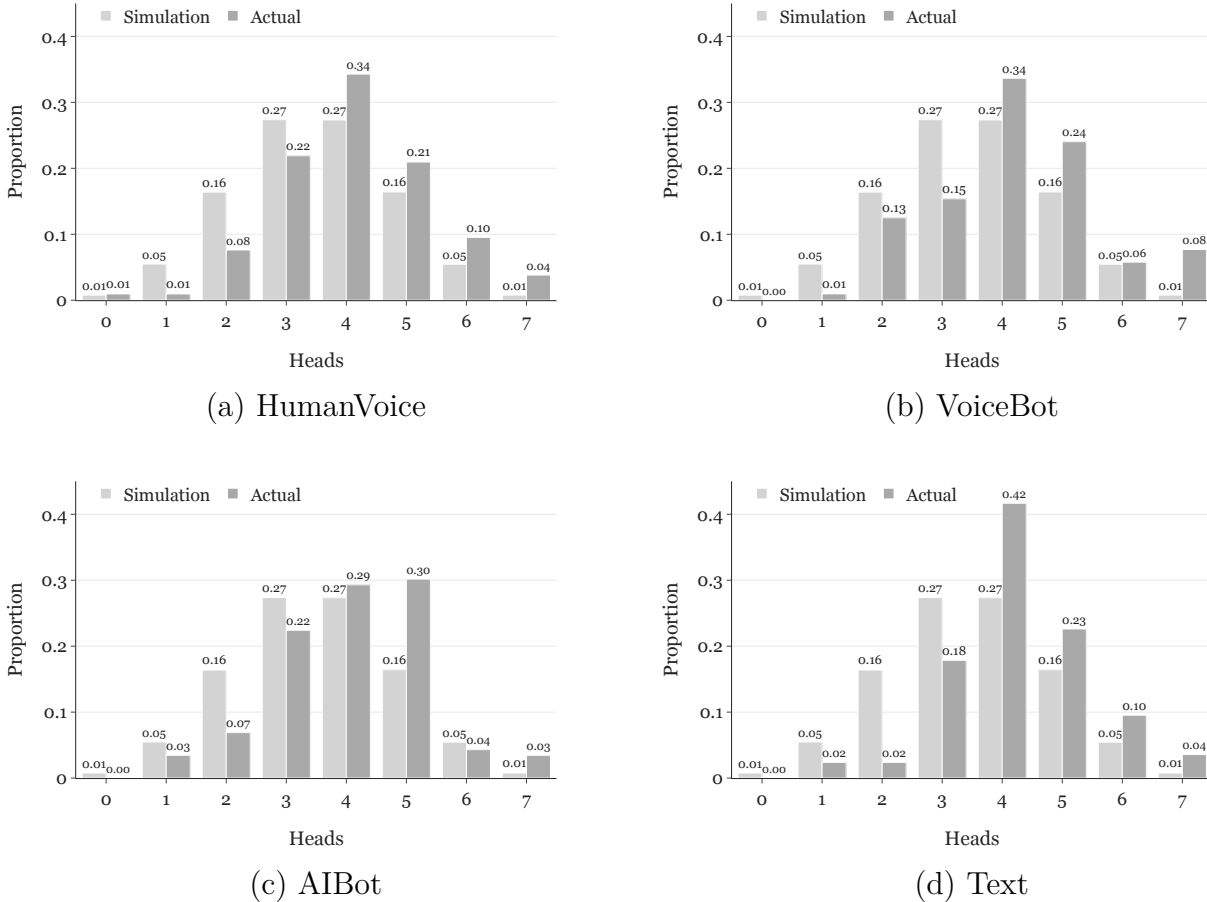 Simulation Actual
0.4
0.3
0.2
0.1
0
Proportion
0.01 0.01 0.05 0.01 0.16 0.08 0.27 0.22 0.27 0.34 0.16 0.21 0.05 0.10 0.01 0.04
0 1 2 3 4 5 6 7
Heads
(a) HumanVoice
Simulation Actual
0.4
0.3
0.2
0.1
0
Proportion
0.01 0.00 0.05 0.01 0.16 0.13 0.27 0.15 0.27 0.34 0.16 0.24 0.05 0.06 0.01 0.08
0 1 2 3 4 5 6 7
Heads
(b) VoiceBot
Simulation Actual
0.4
0.3
0.2
0.1
0
Proportion
0.01 0.00 0.05 0.03 0.16 0.07 0.27 0.22 0.27 0.29 0.16 0.30 0.05 0.04 0.01 0.03
0 1 2 3 4 5 6 7
Heads
(c) AIBot
Simulation Actual
0.4
0.3
0.2
0.1
0
Proportion
0.01 0.00 0.05 0.02 0.16 0.02 0.27 0.18 0.27 0.42 0.16 0.23 0.05 0.10 0.01 0.04
0 1 2 3 4 5 6 7
Heads
(d) Text